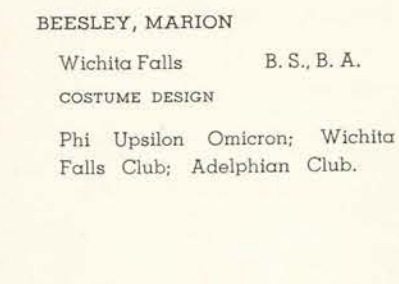 BEESLEY, MARION
Wichita Falls B. S., B. A.
COSTUME DESIGN
Phi Upsilon Omicron; Wichita
Falls Club; Adelphian Club.